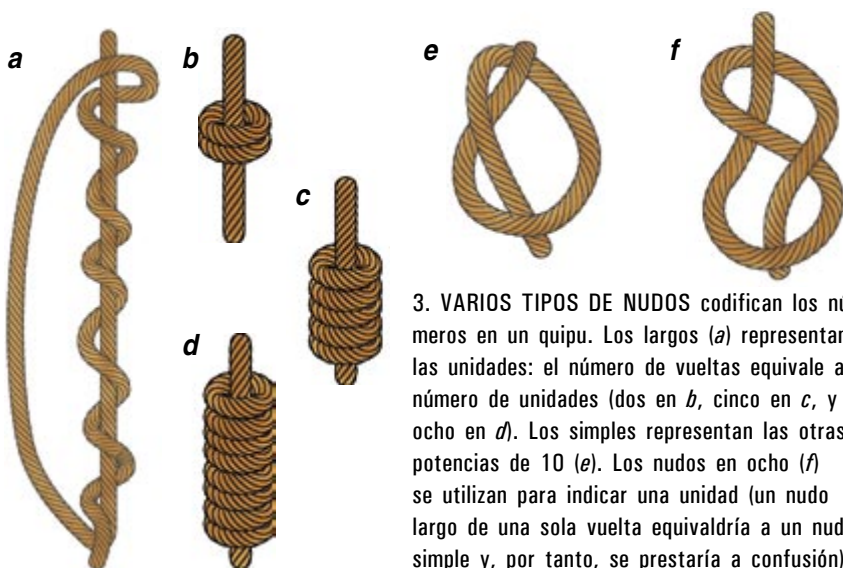 a
b
c
d
e
f
3. VARIOS TIPOS DE NUDOS codifican los nú
meros en un quipu. Los largos (a) representan
las unidades: el número de vueltas equivale a
número de unidades (dos en b, cinco en c, y
ocho en d). Los simples representan las otras
potencias de 10 (e). Los nudos en ocho (f)
se utilizan para indicar una unidad (un nudo
largo de una sola vuelta equivaldría a un nud
simple y, por tanto, se prestaría a confusión)